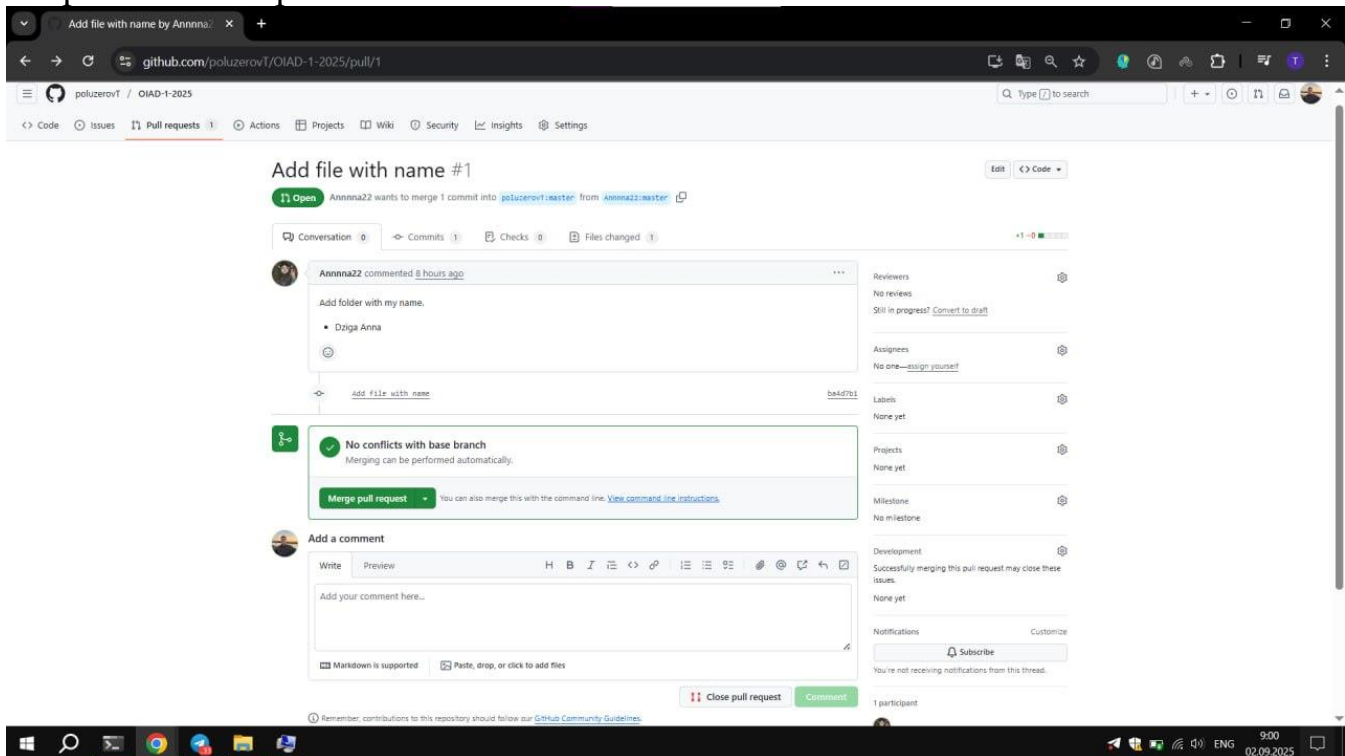 Add file with name by Annnna2
github.com/poluzerovT/OIAD-1-2025/pull/1
poluzerovT / OIAD-1-2025
Type / to search
Code Issues Pull requests 1 Actions Projects Wiki Security Insights Settings
Add file with name #1
Edit Code
Open Annnna22 wants to merge 1 commit into poluzerovT:master from Annnna22:master
Conversation 0 Commits 1 Checks 0 Files changed 1
+1 −0
Annnna22 commented 8 hours ago
Add folder with my name.
• Dziga Anna
Add file with name
ba4d7b1
No conflicts with base branch
Merging can be performed automatically.
Merge pull request You can also merge this with the command line. View command line instructions.
Add a comment
Write Preview
H B I
Add your comment here...
Markdown is supported Paste, drop, or click to add files
Close pull request Comment
Remember, contributions to this repository should follow our GitHub Community Guidelines.
Reviewers
No reviews
Still in progress? Convert to draft
Assignees
No one—assign yourself
Labels
None yet
Projects
None yet
Milestone
No milestone
Development
Successfully merging this pull request may close these
issues.
None yet
Notifications Customize
Subscribe
You're not receiving notifications from this thread.
1 participant
ENG
9:00
02.09.2025